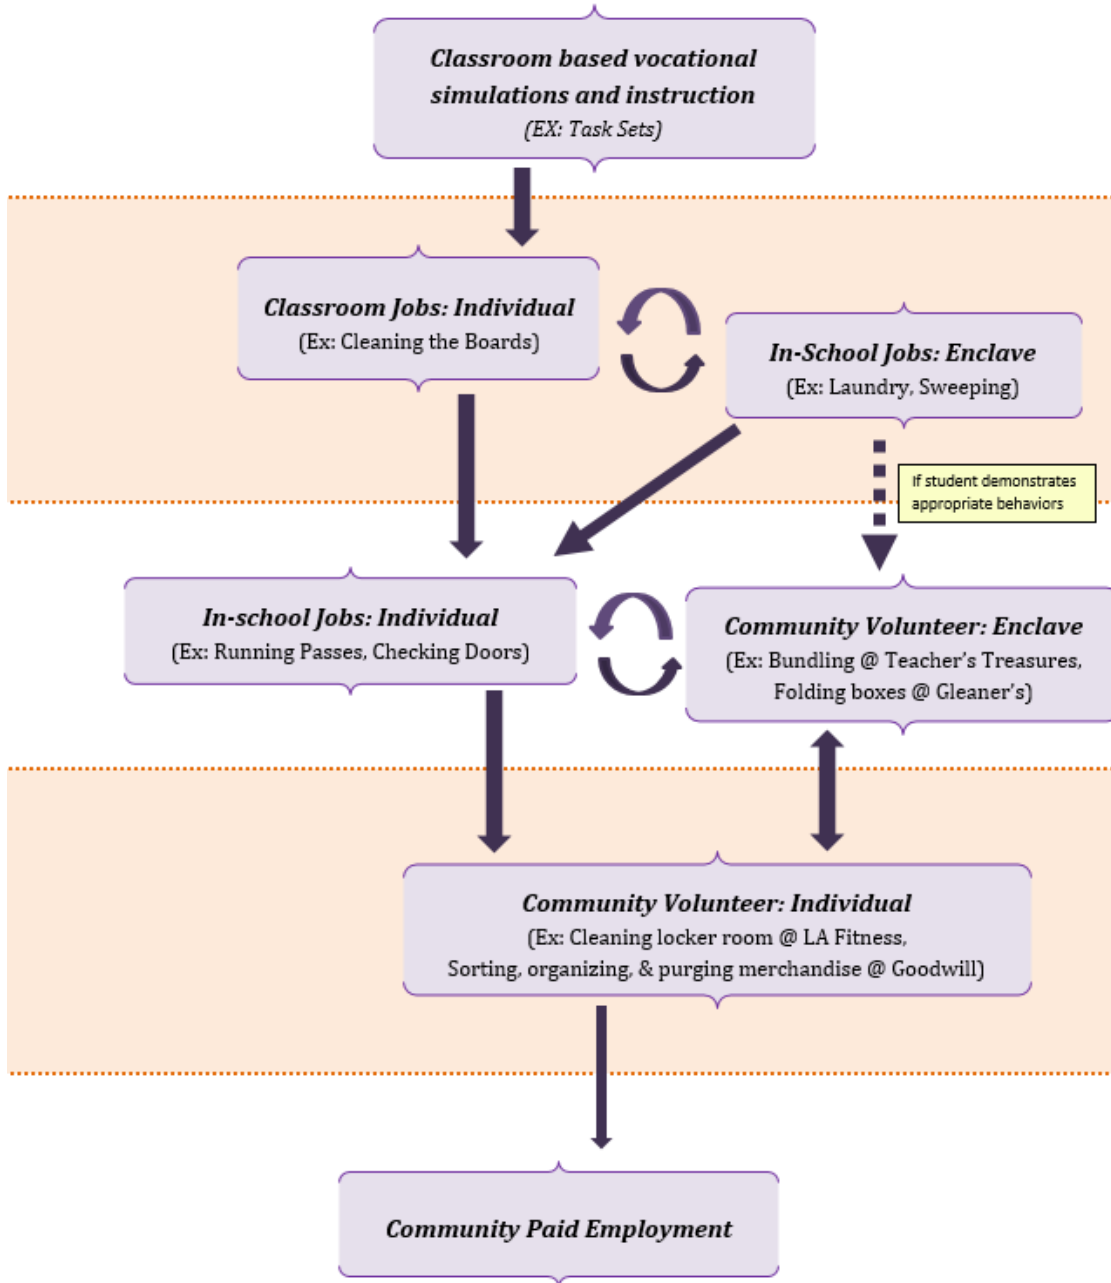 Classroom based vocational
simulations and instruction
(EX: Task Sets)
Classroom Jobs: Individual
(Ex: Cleaning the Boards)
In-School Jobs: Enclave
(Ex: Laundry, Sweeping)
If student demonstrates
appropriate behaviors
In-school Jobs: Individual
(Ex: Running Passes, Checking Doors)
Community Volunteer: Enclave
(Ex: Bundling @ Teacher's Treasures,
Folding boxes @ Gleaner's)
Community Volunteer: Individual
(Ex: Cleaning locker room @ LA Fitness,
Sorting, organizing, & purging merchandise @ Goodwill)
Community Paid Employment